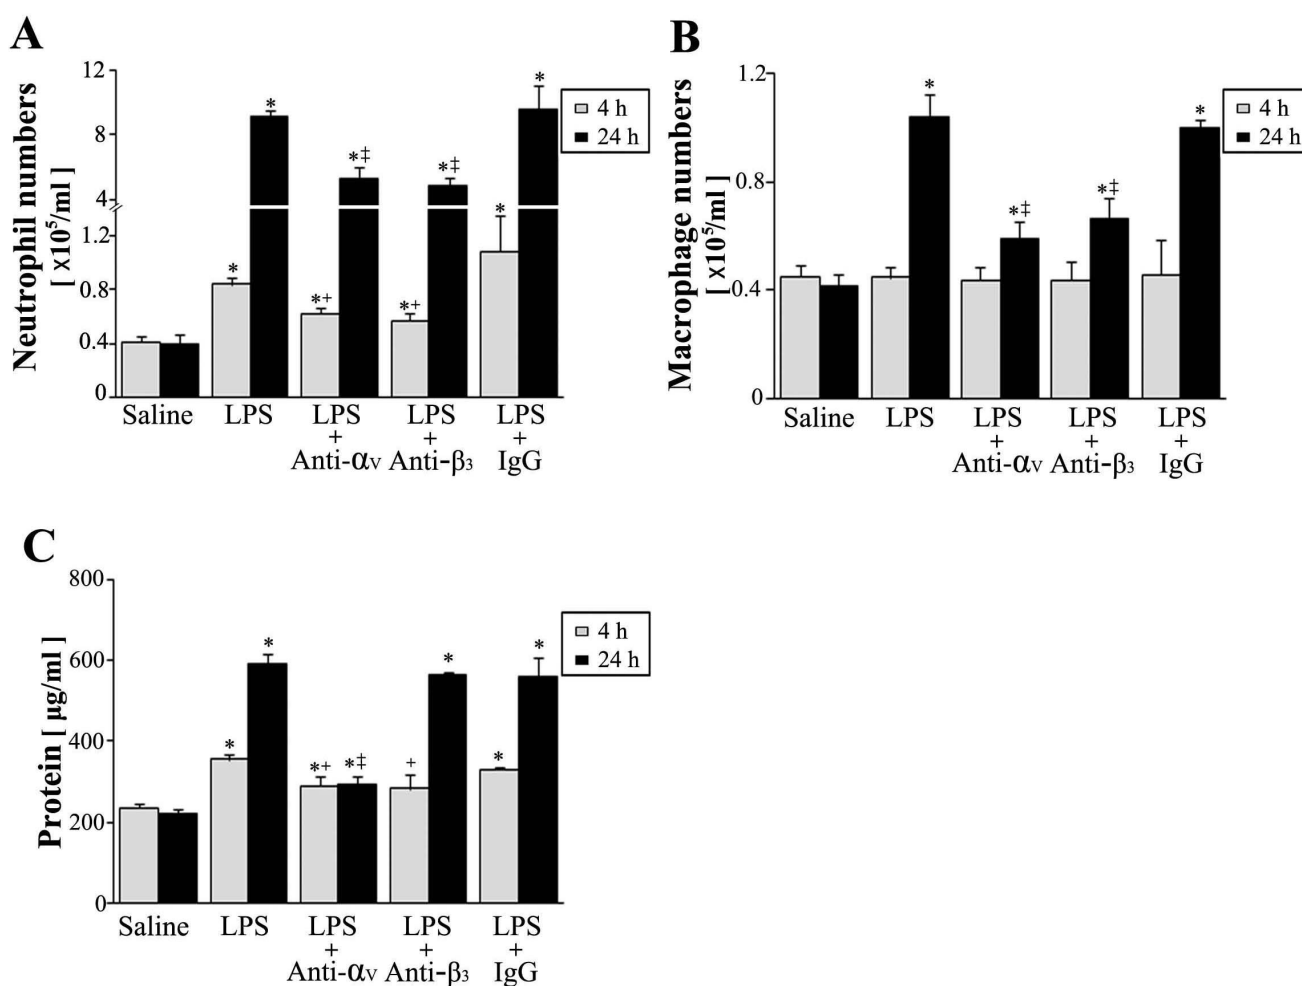 A
Neutrophil numbers
[ x10⁵/ml ]
12
8
4
1.2
0.8
0.4
0
*
*
*+
*‡
*+
*‡
*
*
4 h
24 h
Saline
LPS
LPS
+
Anti-αv
LPS
+
Anti-β₃
LPS
+
IgG
B
Macrophage numbers
[ x10⁵/ml ]
1.2
0.8
0.4
0
*
*‡
*‡
*
4 h
24 h
Saline
LPS
LPS
+
Anti-αv
LPS
+
Anti-β₃
LPS
+
IgG
C
Protein [ µg/ml ]
800
600
400
200
0
*
*
*+
*‡
+
*
*
*
4 h
24 h
Saline
LPS
LPS
+
Anti-αv
LPS
+
Anti-β₃
LPS
+
IgG